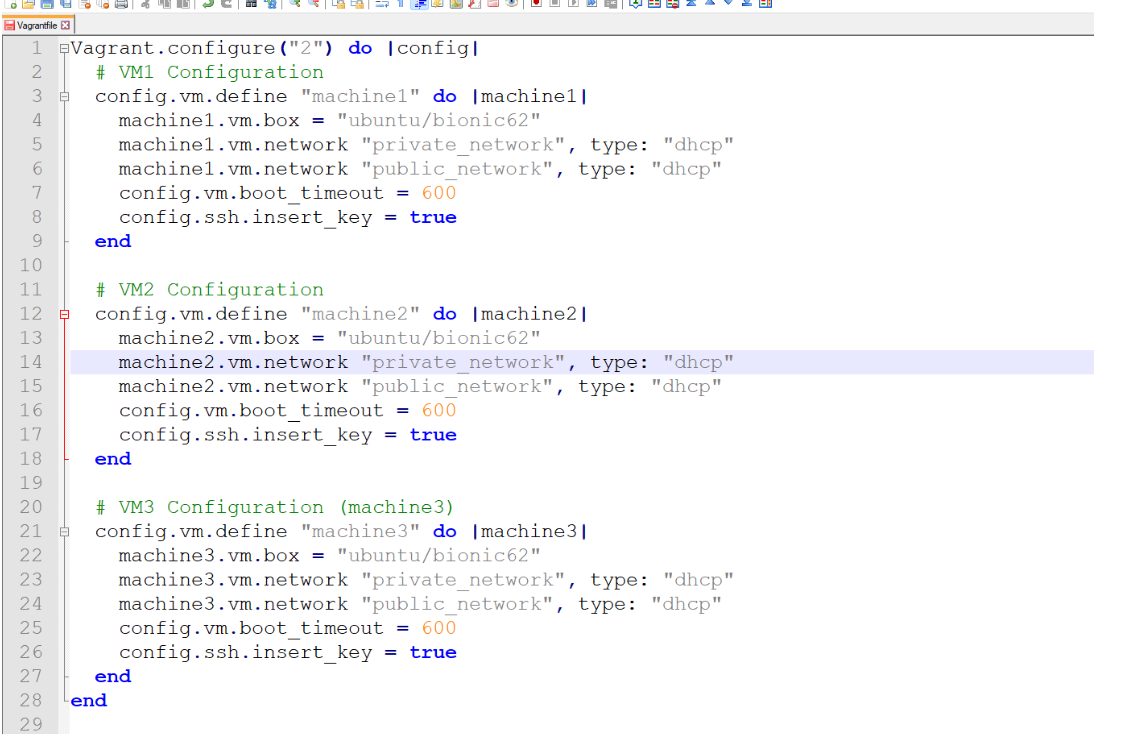 Vagrantfile
1 Vagrant.configure("2") do |config|
2 # VM1 Configuration
3 config.vm.define "machine1" do |machine1|
4 machine1.vm.box = "ubuntu/bionic62"
5 machine1.vm.network "private_network", type: "dhcp"
6 machine1.vm.network "public_network", type: "dhcp"
7 config.vm.boot_timeout = 600
8 config.ssh.insert_key = true
9 end
10
11 # VM2 Configuration
12 config.vm.define "machine2" do |machine2|
13 machine2.vm.box = "ubuntu/bionic62"
14 machine2.vm.network "private_network", type: "dhcp"
15 machine2.vm.network "public_network", type: "dhcp"
16 config.vm.boot_timeout = 600
17 config.ssh.insert_key = true
18 end
19
20 # VM3 Configuration (machine3)
21 config.vm.define "machine3" do |machine3|
22 machine3.vm.box = "ubuntu/bionic62"
23 machine3.vm.network "private_network", type: "dhcp"
24 machine3.vm.network "public_network", type: "dhcp"
25 config.vm.boot_timeout = 600
26 config.ssh.insert_key = true
27 end
28 end
29